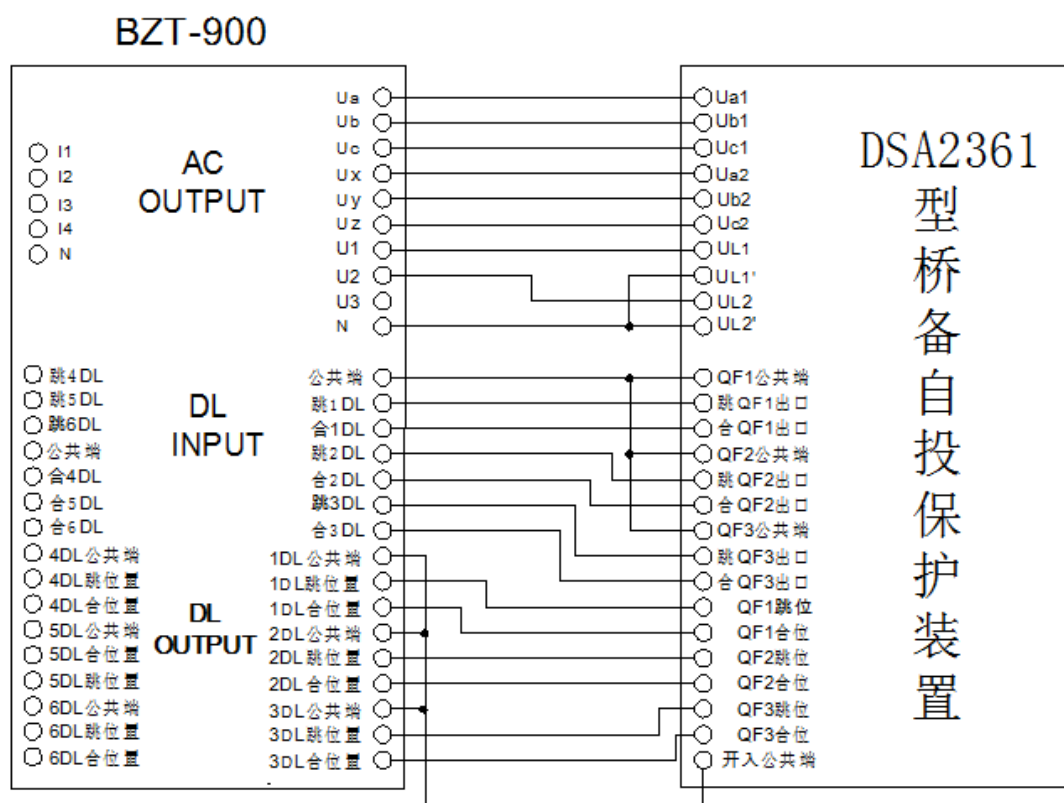 BZT-900
I1
I2
I3
I4
N
AC
OUTPUT
Ua
Ub
Uc
Ux
Uy
Uz
U1
U2
U3
N
跳4DL
跳5DL
跳6DL
公共端
合4DL
合5DL
合6DL
4DL公共端
4DL跳位置
4DL合位置
5DL公共端
5DL合位置
5DL跳位置
6DL公共端
6DL跳位置
6DL合位置
DL
INPUT
DL
OUTPUT
公共端
跳1DL
合1DL
跳2DL
合2DL
跳3DL
合3DL
1DL公共端
1DL跳位置
1DL合位置
2DL公共端
2DL跳位置
2DL合位置
3DL公共端
3DL跳位置
3DL合位置
Ua1
Ub1
Uc1
Ua2
Ub2
Uc2
UL1
UL1'
UL2
UL2'
QF1公共端
跳QF1出口
合QF1出口
QF2公共端
跳QF2出口
合QF2出口
QF3公共端
跳QF3出口
合QF3出口
QF1跳位
QF1合位
QF2跳位
QF2合位
QF3跳位
QF3合位
开入公共端
DSA2361
型桥备自投保护装置